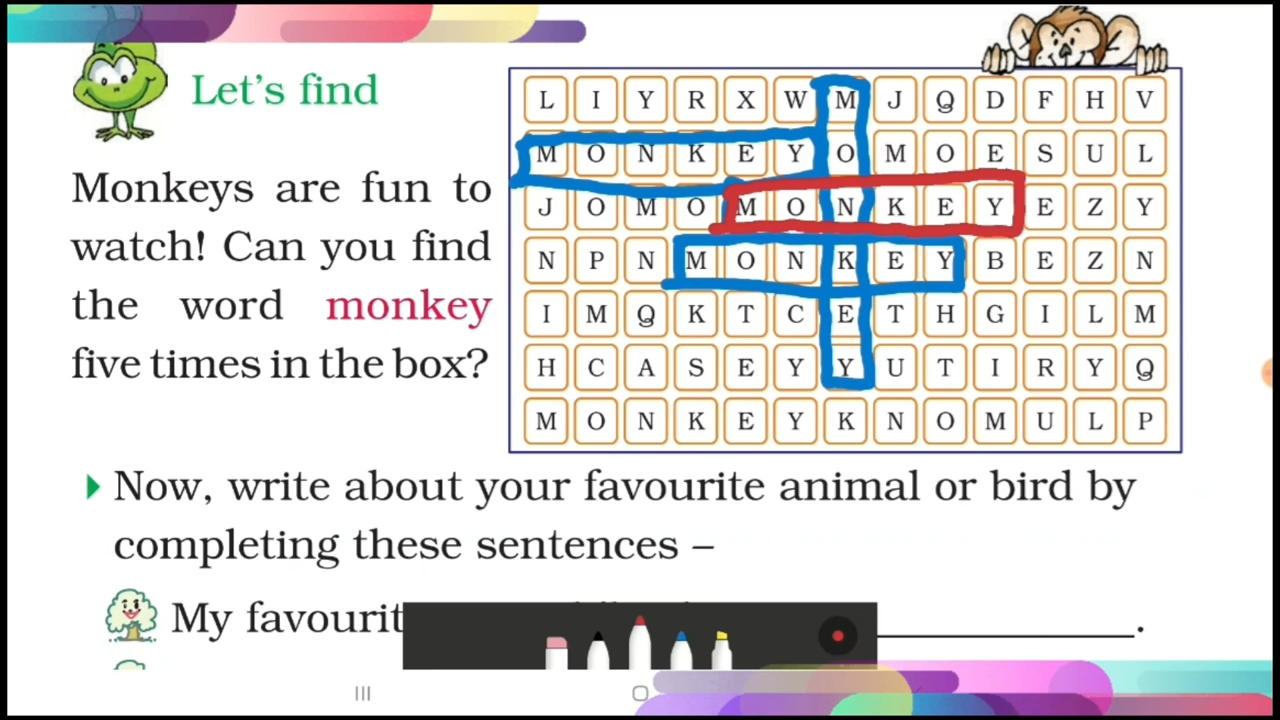 Let's find
Monkeys are fun to
watch! Can you find
the word monkey
five times in the box?
L I Y R X W M J Q D F H V
M O N K E Y O M O E S U L
J O M O M O N K E Y E Z Y
N P N M O N K E Y B E Z N
I M Q K T C E T H G I L M
H C A S E Y Y U T I R Y Q
M O N K E Y K N O M U L P
Now, write about your favourite animal or bird by
completing these sentences –
My favourit .